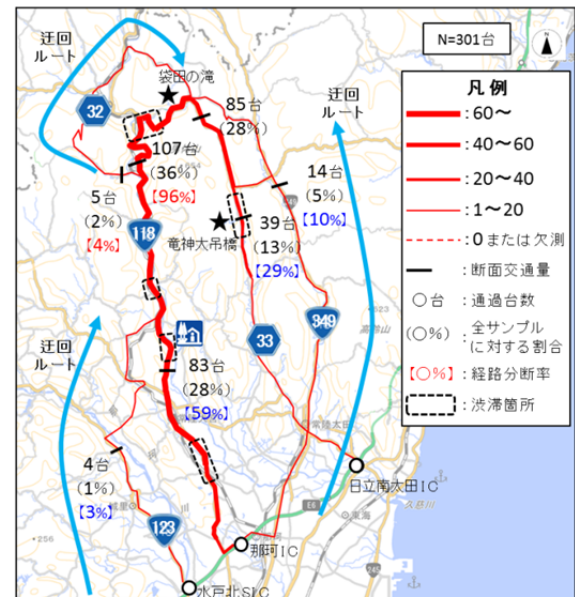 N=301台
迂回
ルート
袋田の滝
32
85台
(28%)
迂回
ルート
107台
(36%)
【96%】
5台
(2%)
【4%】
14台
(5%)
【10%】
39台
(13%)
【29%】
竜神大吊橋
118
迂回
ルート
83台
(28%)
【59%】
33
349
4台
(1%)
【3%】
123
日立南太田IC
那珂IC
水戸北SIC
E6
久慈川
凡例
:60～
:40～60
:20～40
:1～20
:0または欠測
:断面交通量
○台 :通過台数
(○%) :全サンプル
に対する割合
【○%】:経路分断率
:渋滞箇所